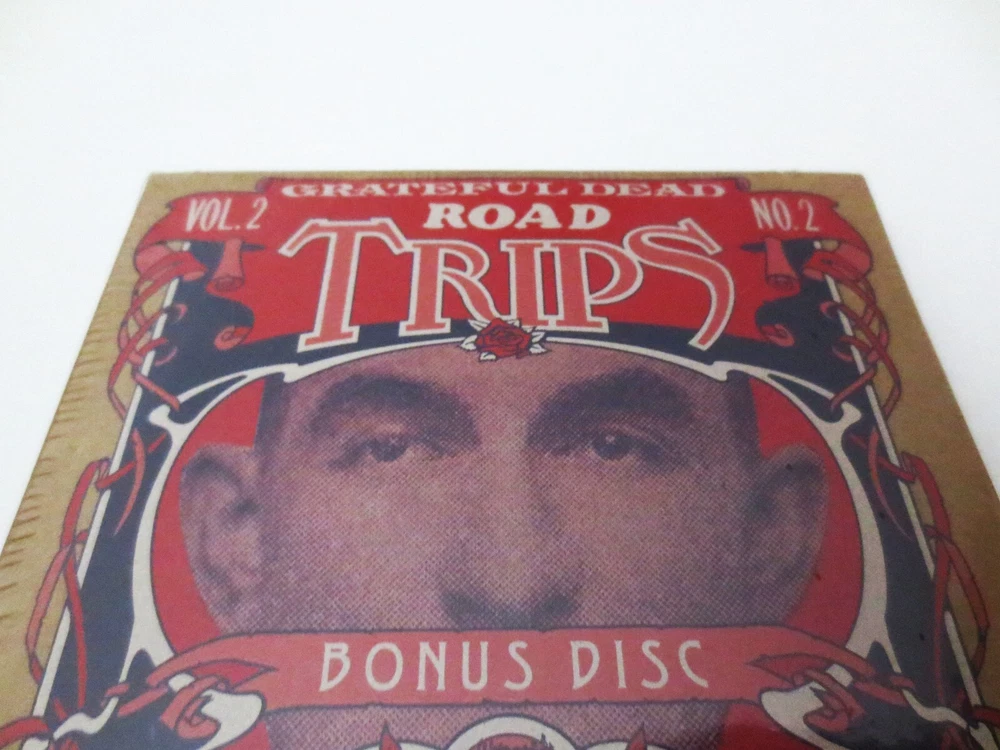 GRATEFUL DEAD
VOL. 2 ROAD NO. 2
TRIPS
BONUS DISC